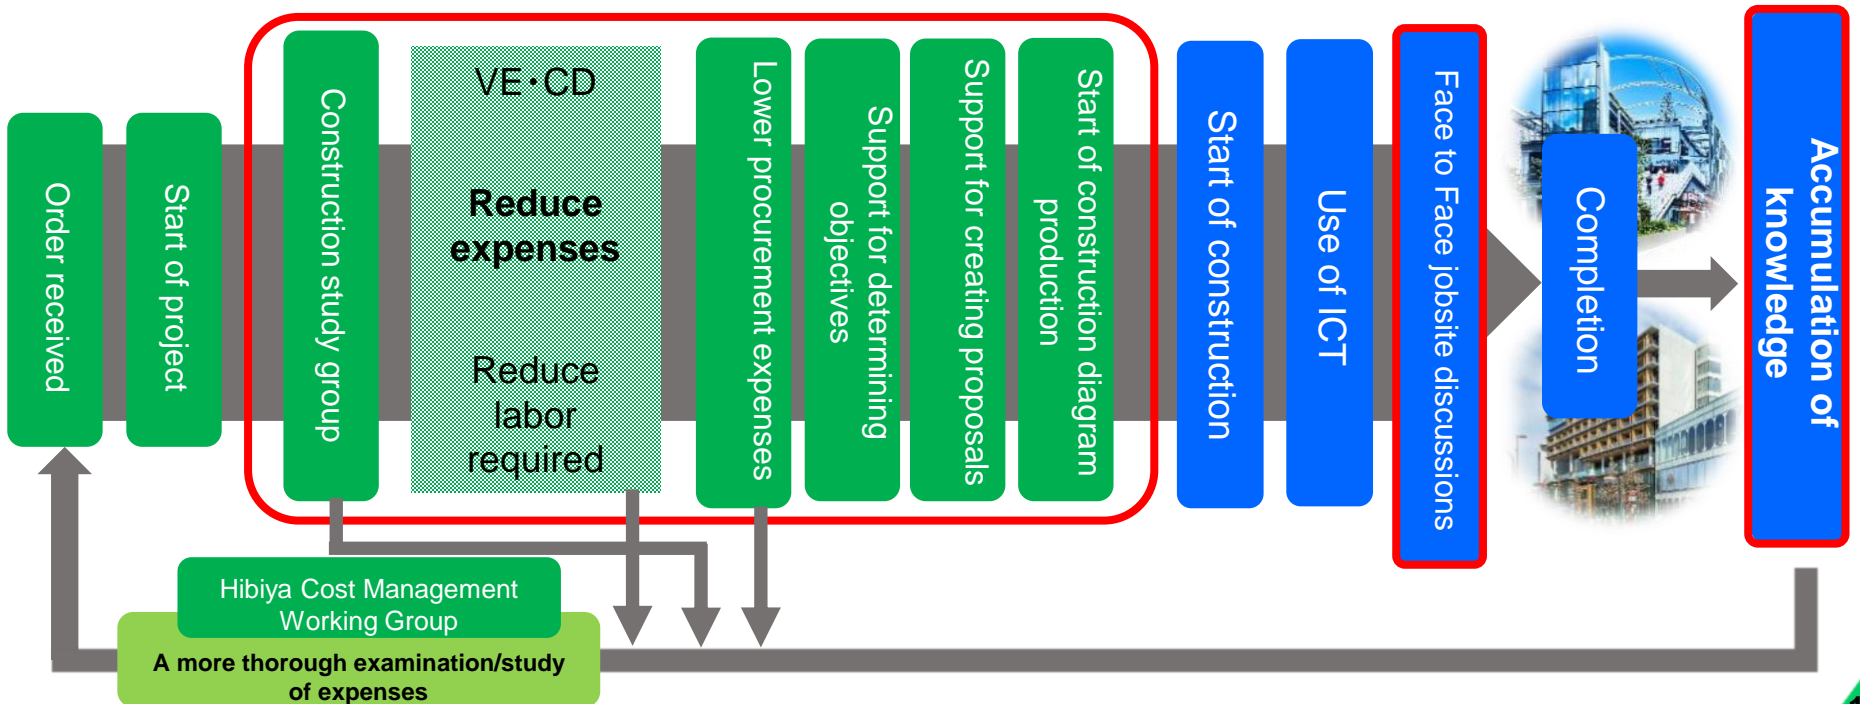 Order received
Start of project
Construction study group
VE・CD
Reduce
expenses
Reduce
labor
required
Lower procurement expenses
Support for determining
objectives
Support for creating proposals
Start of construction diagram
production
Start of construction
Use of ICT
Face to Face jobsite discussions
Completion
Accumulation of
knowledge
Hibiya Cost Management
Working Group
A more thorough examination/study
of expenses